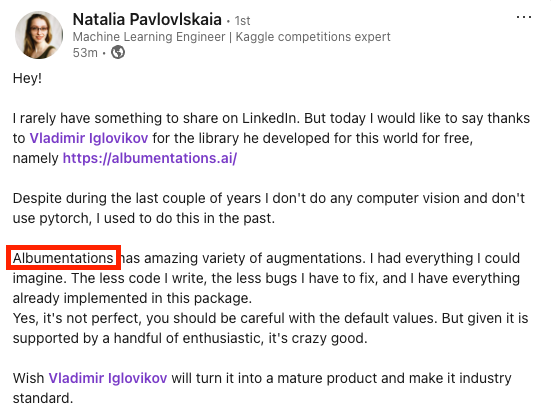 Natalia Pavlovlskaia • 1st
Machine Learning Engineer | Kaggle competitions expert
53m •
Hey!
I rarely have something to share on LinkedIn. But today I would like to say thanks
to Vladimir Iglovikov for the library he developed for this world for free,
namely https://albumentations.ai/
Despite during the last couple of years I don't do any computer vision and don't
use pytorch, I used to do this in the past.
Albumentations has amazing variety of augmentations. I had everything I could
imagine. The less code I write, the less bugs I have to fix, and I have everything
already implemented in this package.
Yes, it's not perfect, you should be careful with the default values. But given it is
supported by a handful of enthusiastic, it's crazy good.
Wish Vladimir Iglovikov will turn it into a mature product and make it industry
standard.